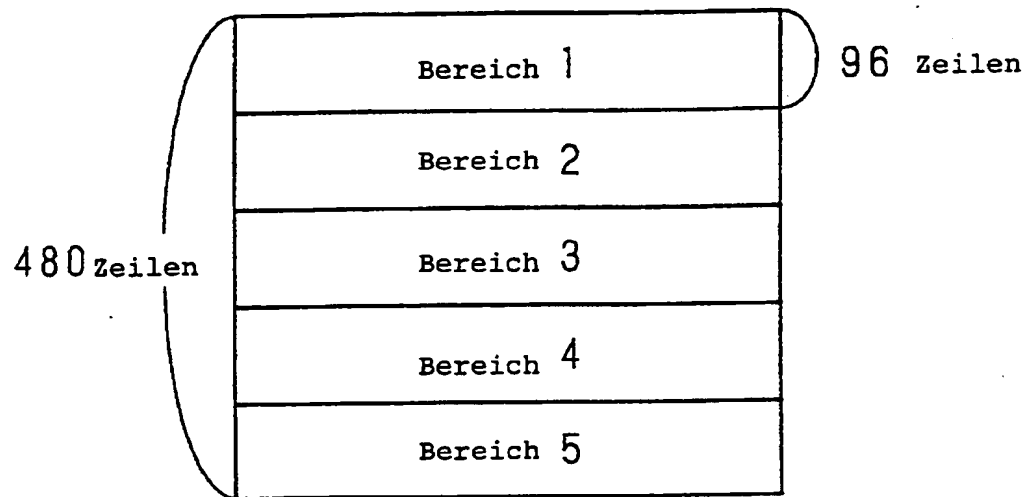 Bereich 1
96 Zeilen
Bereich 2
480 Zeilen
Bereich 3
Bereich 4
Bereich 5